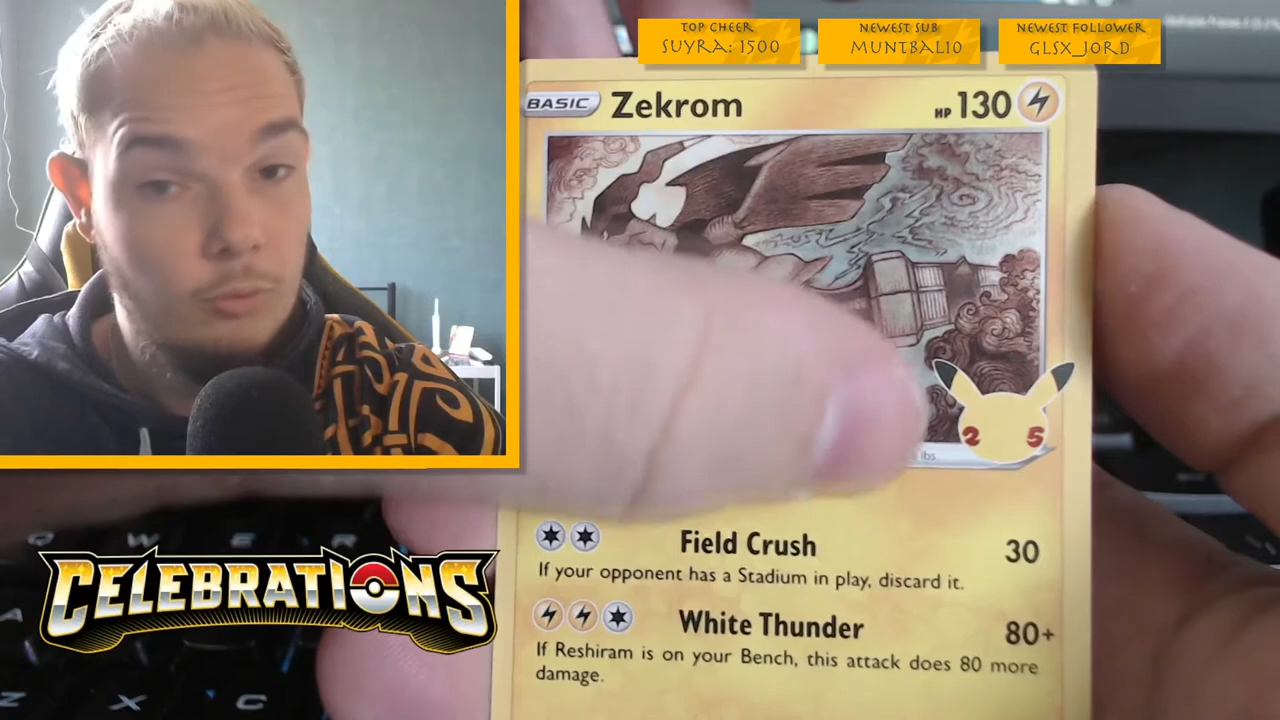 TOP CHEER
SUYRA: 1500
NEWEST SUB
MUNTBAL10
NEWEST FOLLOWER
GLSX_JORD
BASIC Zekrom HP 130
25
lbs.
Field Crush 30
If your opponent has a Stadium in play, discard it.
White Thunder 80+
If Reshiram is on your Bench, this attack does 80 more
damage.
CELEBRATIONS
Q W E R
A
Z X C